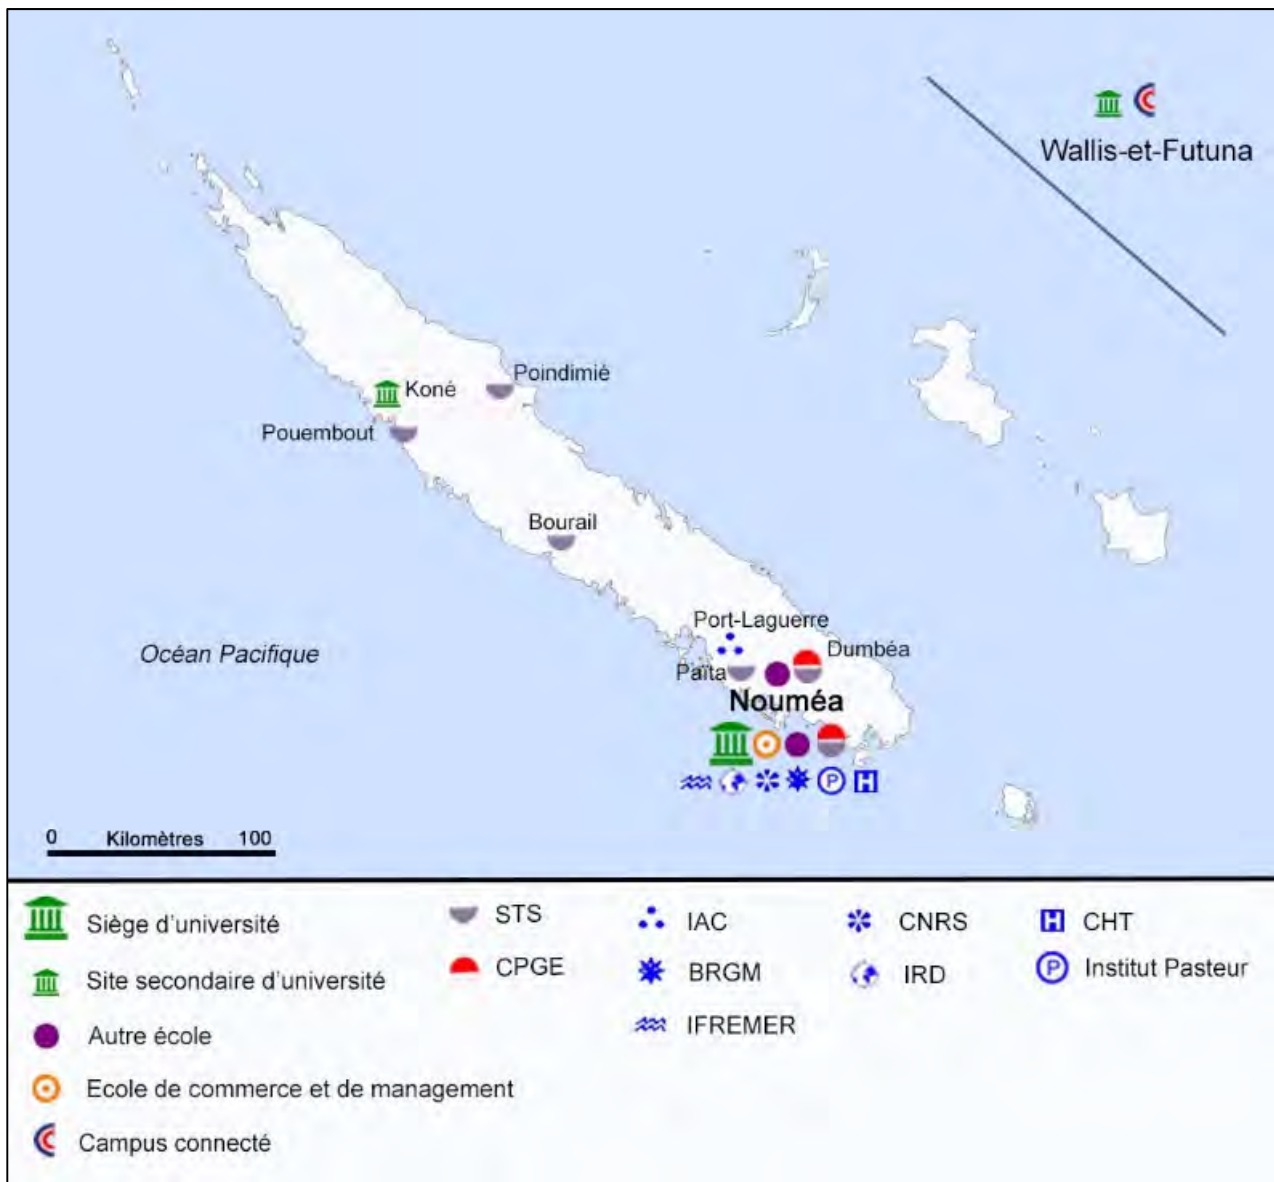 Wallis-et-Futuna
Poindimiè
Koné
Pouembout
Bourail
Port-Laguerre
Océan Pacifique
Dumbéa
Païta
Nouméa
P
H
0 Kilomètres 100
Siège d'université
STS
IAC
CNRS
H CHT
Site secondaire d'université
CPGE
BRGM
IRD
P Institut Pasteur
Autre école
IFREMER
Ecole de commerce et de management
Campus connecté